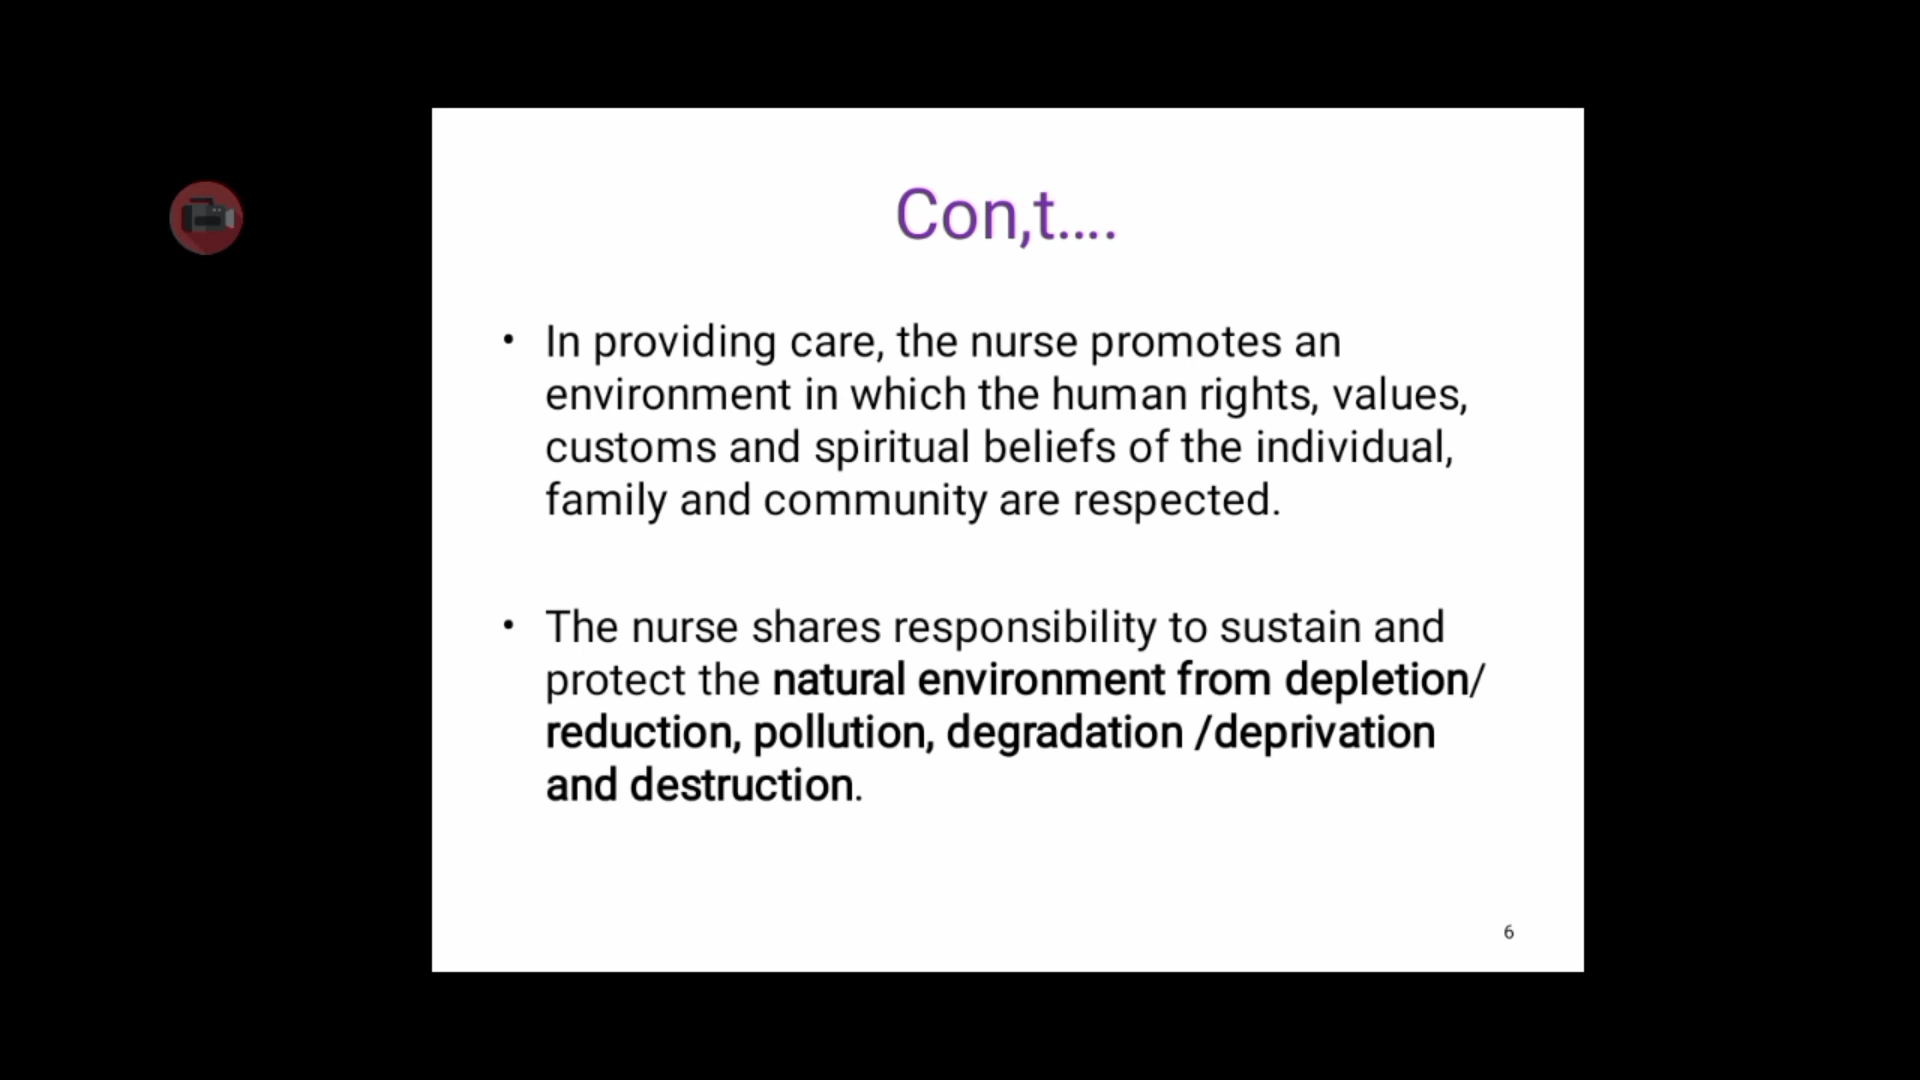 Con,t....
• In providing care, the nurse promotes an
environment in which the human rights, values,
customs and spiritual beliefs of the individual,
family and community are respected.
• The nurse shares responsibility to sustain and
protect the natural environment from depletion/
reduction, pollution, degradation /deprivation
and destruction.
6